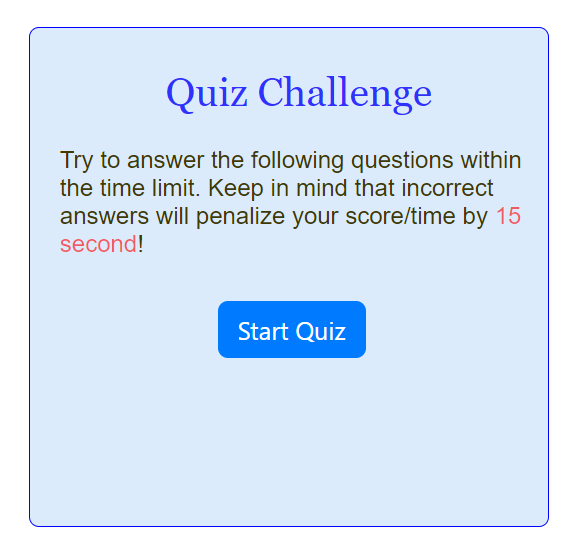 Quiz Challenge
Try to answer the following questions within
the time limit. Keep in mind that incorrect
answers will penalize your score/time by 15
second!
Start Quiz